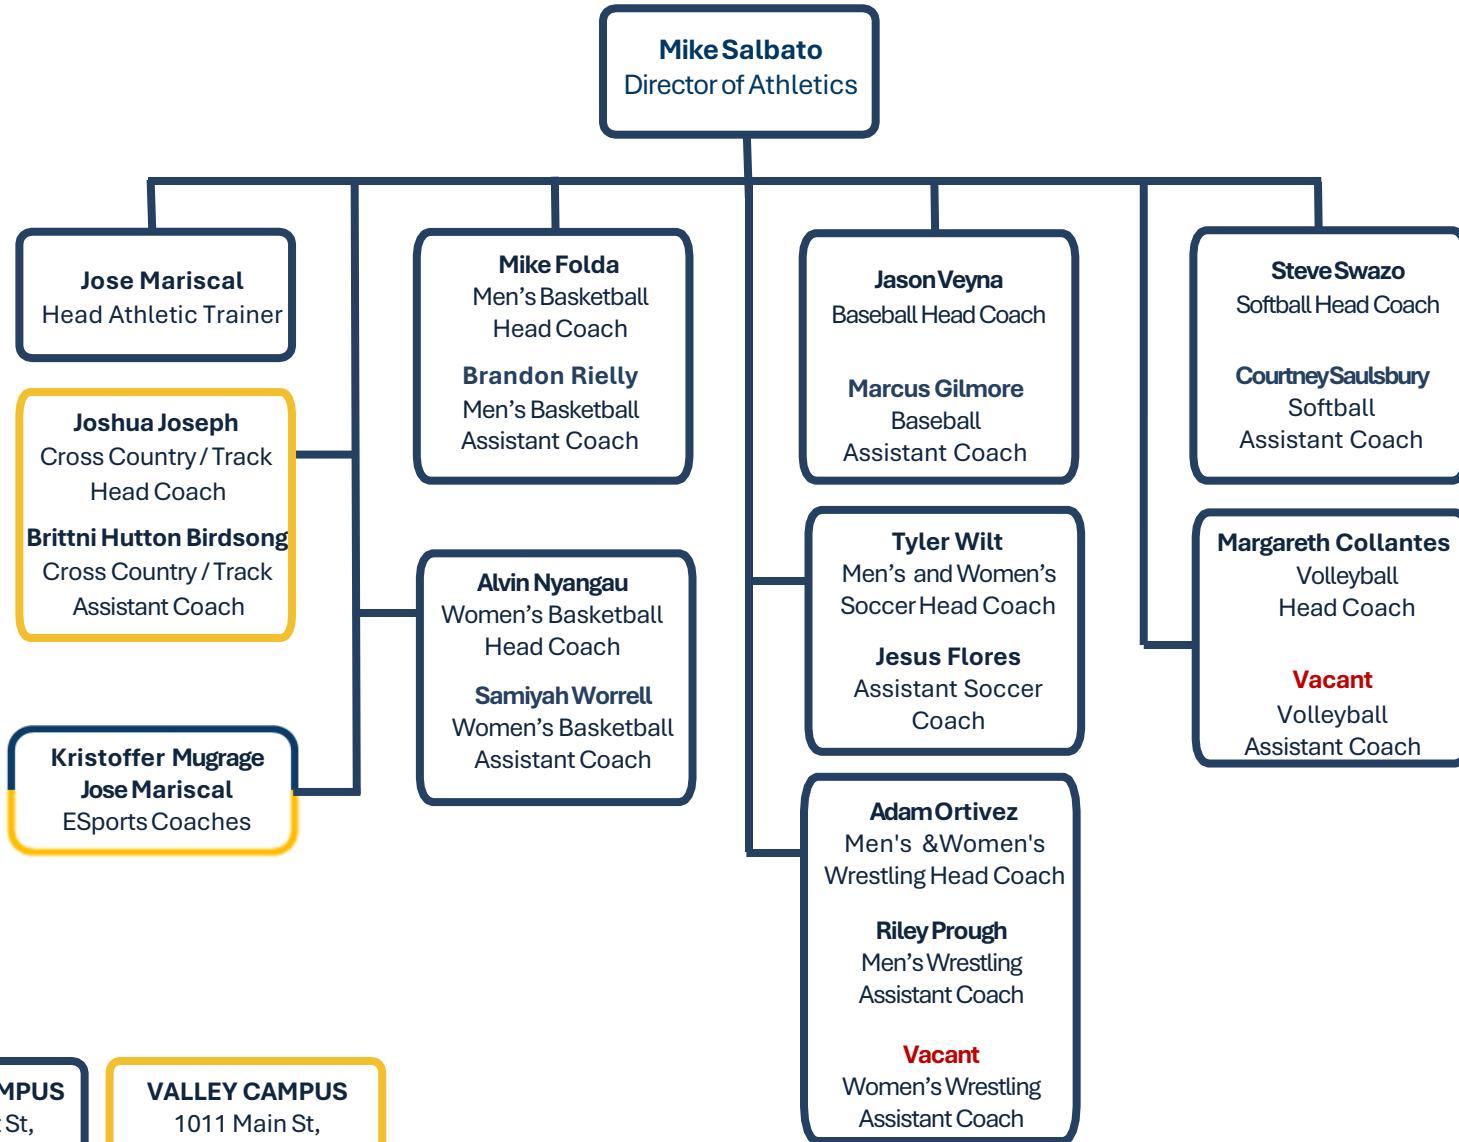 Mike Salbato
Director of Athletics
Jose Mariscal
Head Athletic Trainer
Joshua Joseph
Cross Country / Track
Head Coach
Brittni Hutton Birdsong
Cross Country / Track
Assistant Coach
Kristoffer Mugrage
Jose Mariscal
ESports Coaches
Mike Folda
Men's Basketball
Head Coach
Brandon Rielly
Men's Basketball
Assistant Coach
Alvin Nyangau
Women's Basketball
Head Coach
Samiyah Worrell
Women's Basketball
Assistant Coach
Jason Veyna
Baseball Head Coach
Marcus Gilmore
Baseball
Assistant Coach
Tyler Wilt
Men's and Women's
Soccer Head Coach
Jesus Flores
Assistant Soccer
Coach
Adam Ortivez
Men's &Women's
Wrestling Head Coach
Riley Prough
Men's Wrestling
Assistant Coach
Vacant
Women's Wrestling
Assistant Coach
Steve Swazo
Softball Head Coach
Courtney Saulsbury
Softball
Assistant Coach
Margareth Collantes
Volleyball
Head Coach
Vacant
Volleyball
Assistant Coach
St,
VALLEY CAMPUS
1011 Main St,